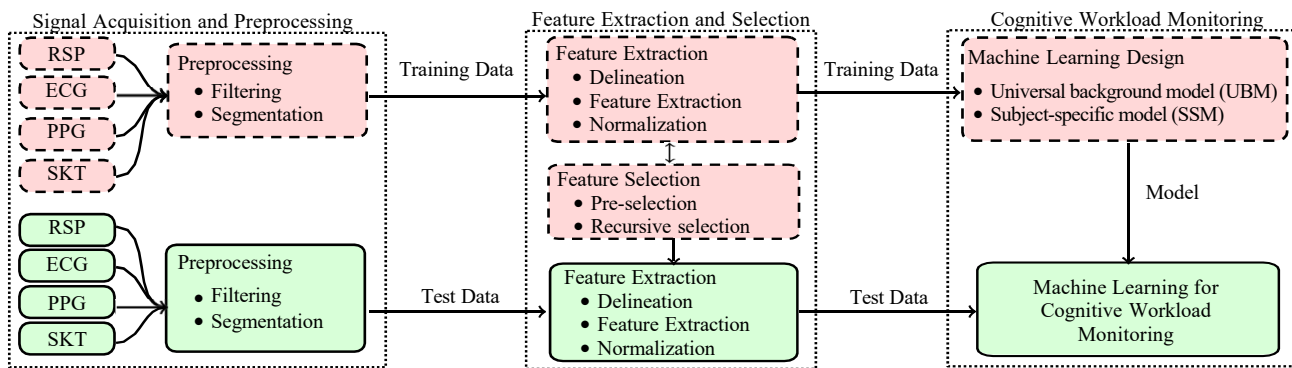 Signal Acquisition and Preprocessing
RSP
ECG
PPG
SKT
Preprocessing
• Filtering
• Segmentation
RSP
ECG
PPG
SKT
Preprocessing
• Filtering
• Segmentation
Training Data
Test Data
Feature Extraction and Selection
Feature Extraction
• Delineation
• Feature Extraction
• Normalization
Feature Selection
• Pre-selection
• Recursive selection
Feature Extraction
• Delineation
• Feature Extraction
• Normalization
Training Data
Test Data
Cognitive Workload Monitoring
Machine Learning Design
• Universal background model (UBM)
• Subject-specific model (SSM)
Model
Machine Learning for
Cognitive Workload
Monitoring